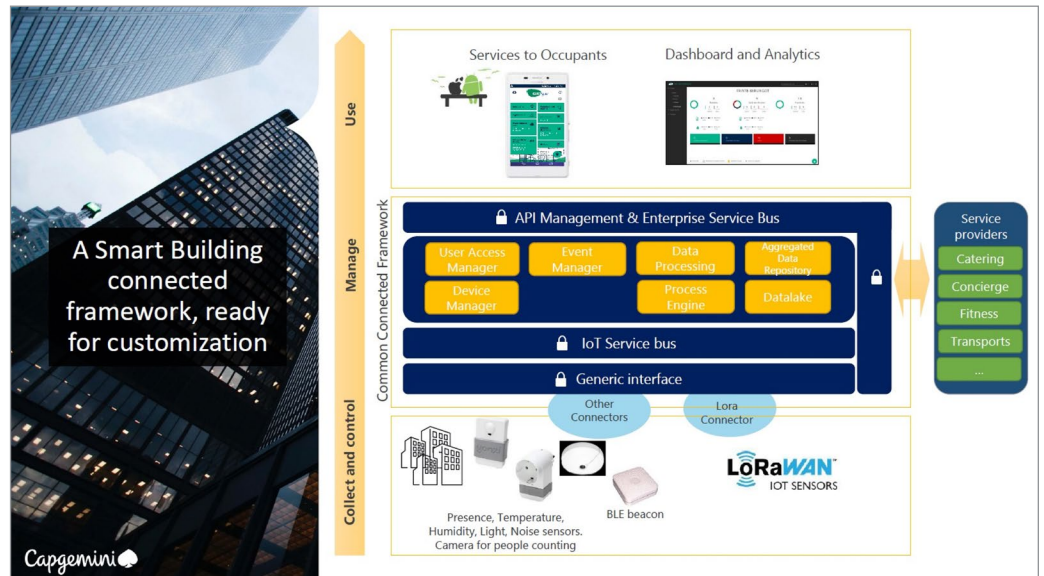 A Smart Building
connected
framework, ready
for customization
Capgemini
Use
Manage
Collect and control
Common Connected Framework
Services to Occupants
Dashboard and Analytics
API Management & Enterprise Service Bus
User Access
Manager
Event
Manager
Data
Processing
Aggregated
Data
Repository
Device
Manager
Process
Engine
Datalake
IoT Service bus
Generic interface
Other
Connectors
Lora
Connector
Service
providers
Catering
Concierge
Fitness
Transports
...
Presence, Temperature,
Humidity, Light, Noise sensors.
Camera for people counting
BLE beacon
LoRaWAN™
IOT SENSORS